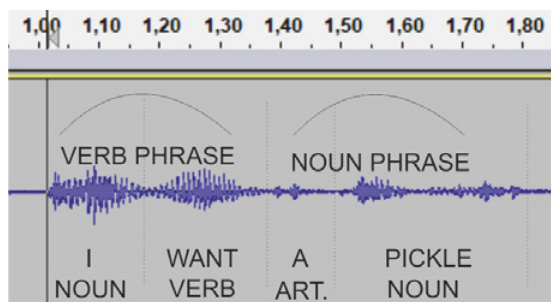 1,00 1,10 1,20 1,30 1,40 1,50 1,60 1,70 1,80
VERB PHRASE NOUN PHRASE
I WANT A PICKLE
NOUN VERB ART. NOUN